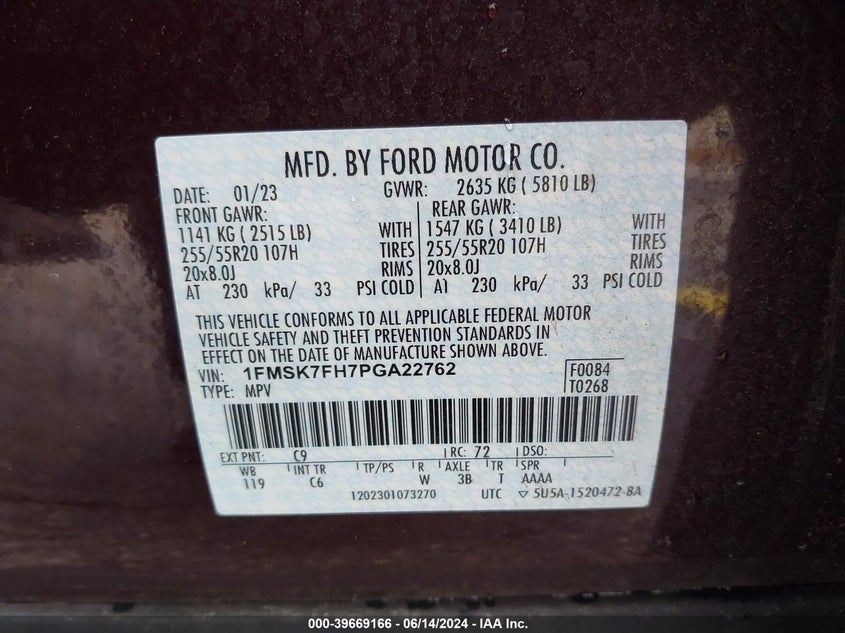 MFD. BY FORD MOTOR CO.
DATE: 01/23 GVWR: 2635 KG ( 5810 LB)
FRONT GAWR: REAR GAWR:
1141 KG ( 2515 LB) WITH 1547 KG ( 3410 LB) WITH
255/55R20 107H TIRES 255/55R20 107H TIRES
20x8.0J RIMS 20x8.0J RIMS
AT 230 kPa/ 33 PSI COLD AT 230 kPa/ 33 PSI COLD
THIS VEHICLE CONFORMS TO ALL APPLICABLE FEDERAL MOTOR
VEHICLE SAFETY AND THEFT PREVENTION STANDARDS IN
EFFECT ON THE DATE OF MANUFACTURE SHOWN ABOVE.
VIN: 1FMSK7FH7PGA22762 F0084
TYPE: MPV T0268
EXT PNT: C9 RC: 72 DSO:
WB INT TR TP/PS R AXLE TR SPR
119 C6 W 3B T AAAA
1202301073270 UTC ▽ 5U5A-1520472-BA
000-39669166 - 06/14/2024 - IAA Inc.